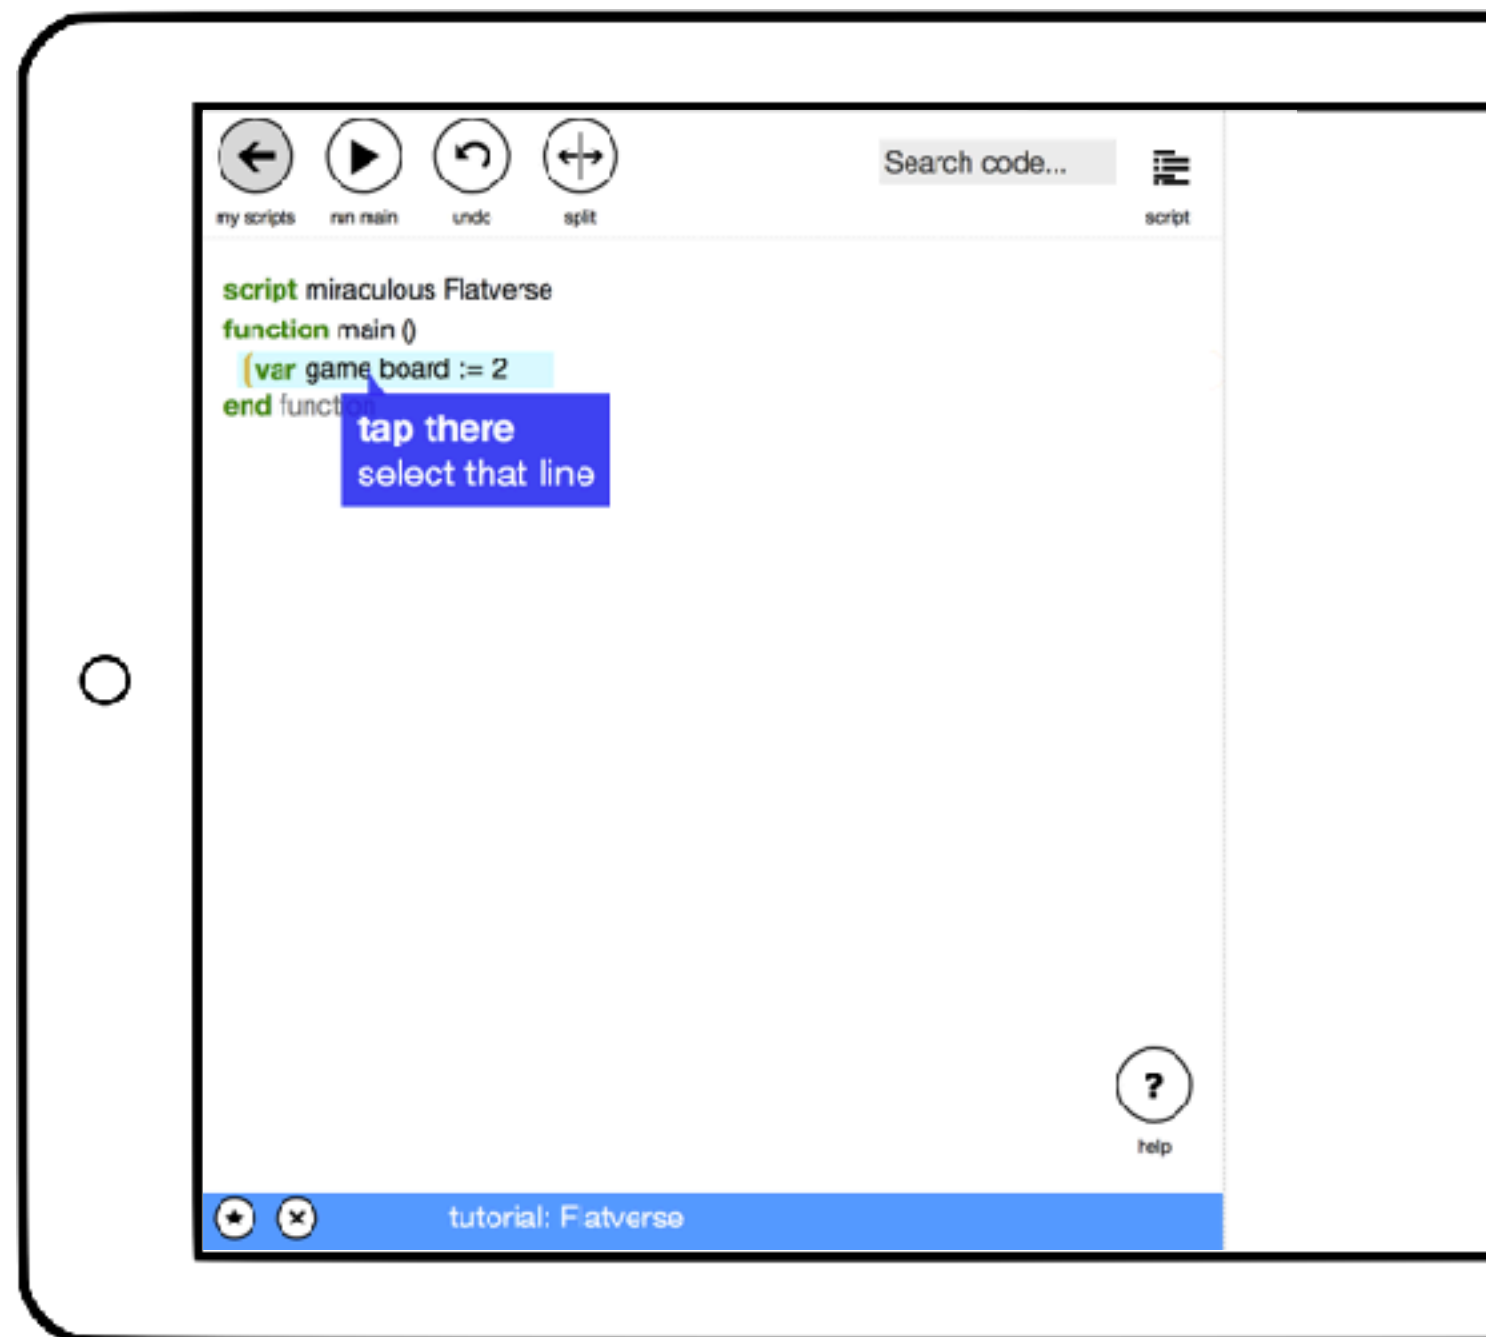 my scripts run main undo split
Search code...
script
script miraculous Flatverse
function main ()
var game board := 2
end function
tap there
select that line
?
help
tutorial: Flatverse